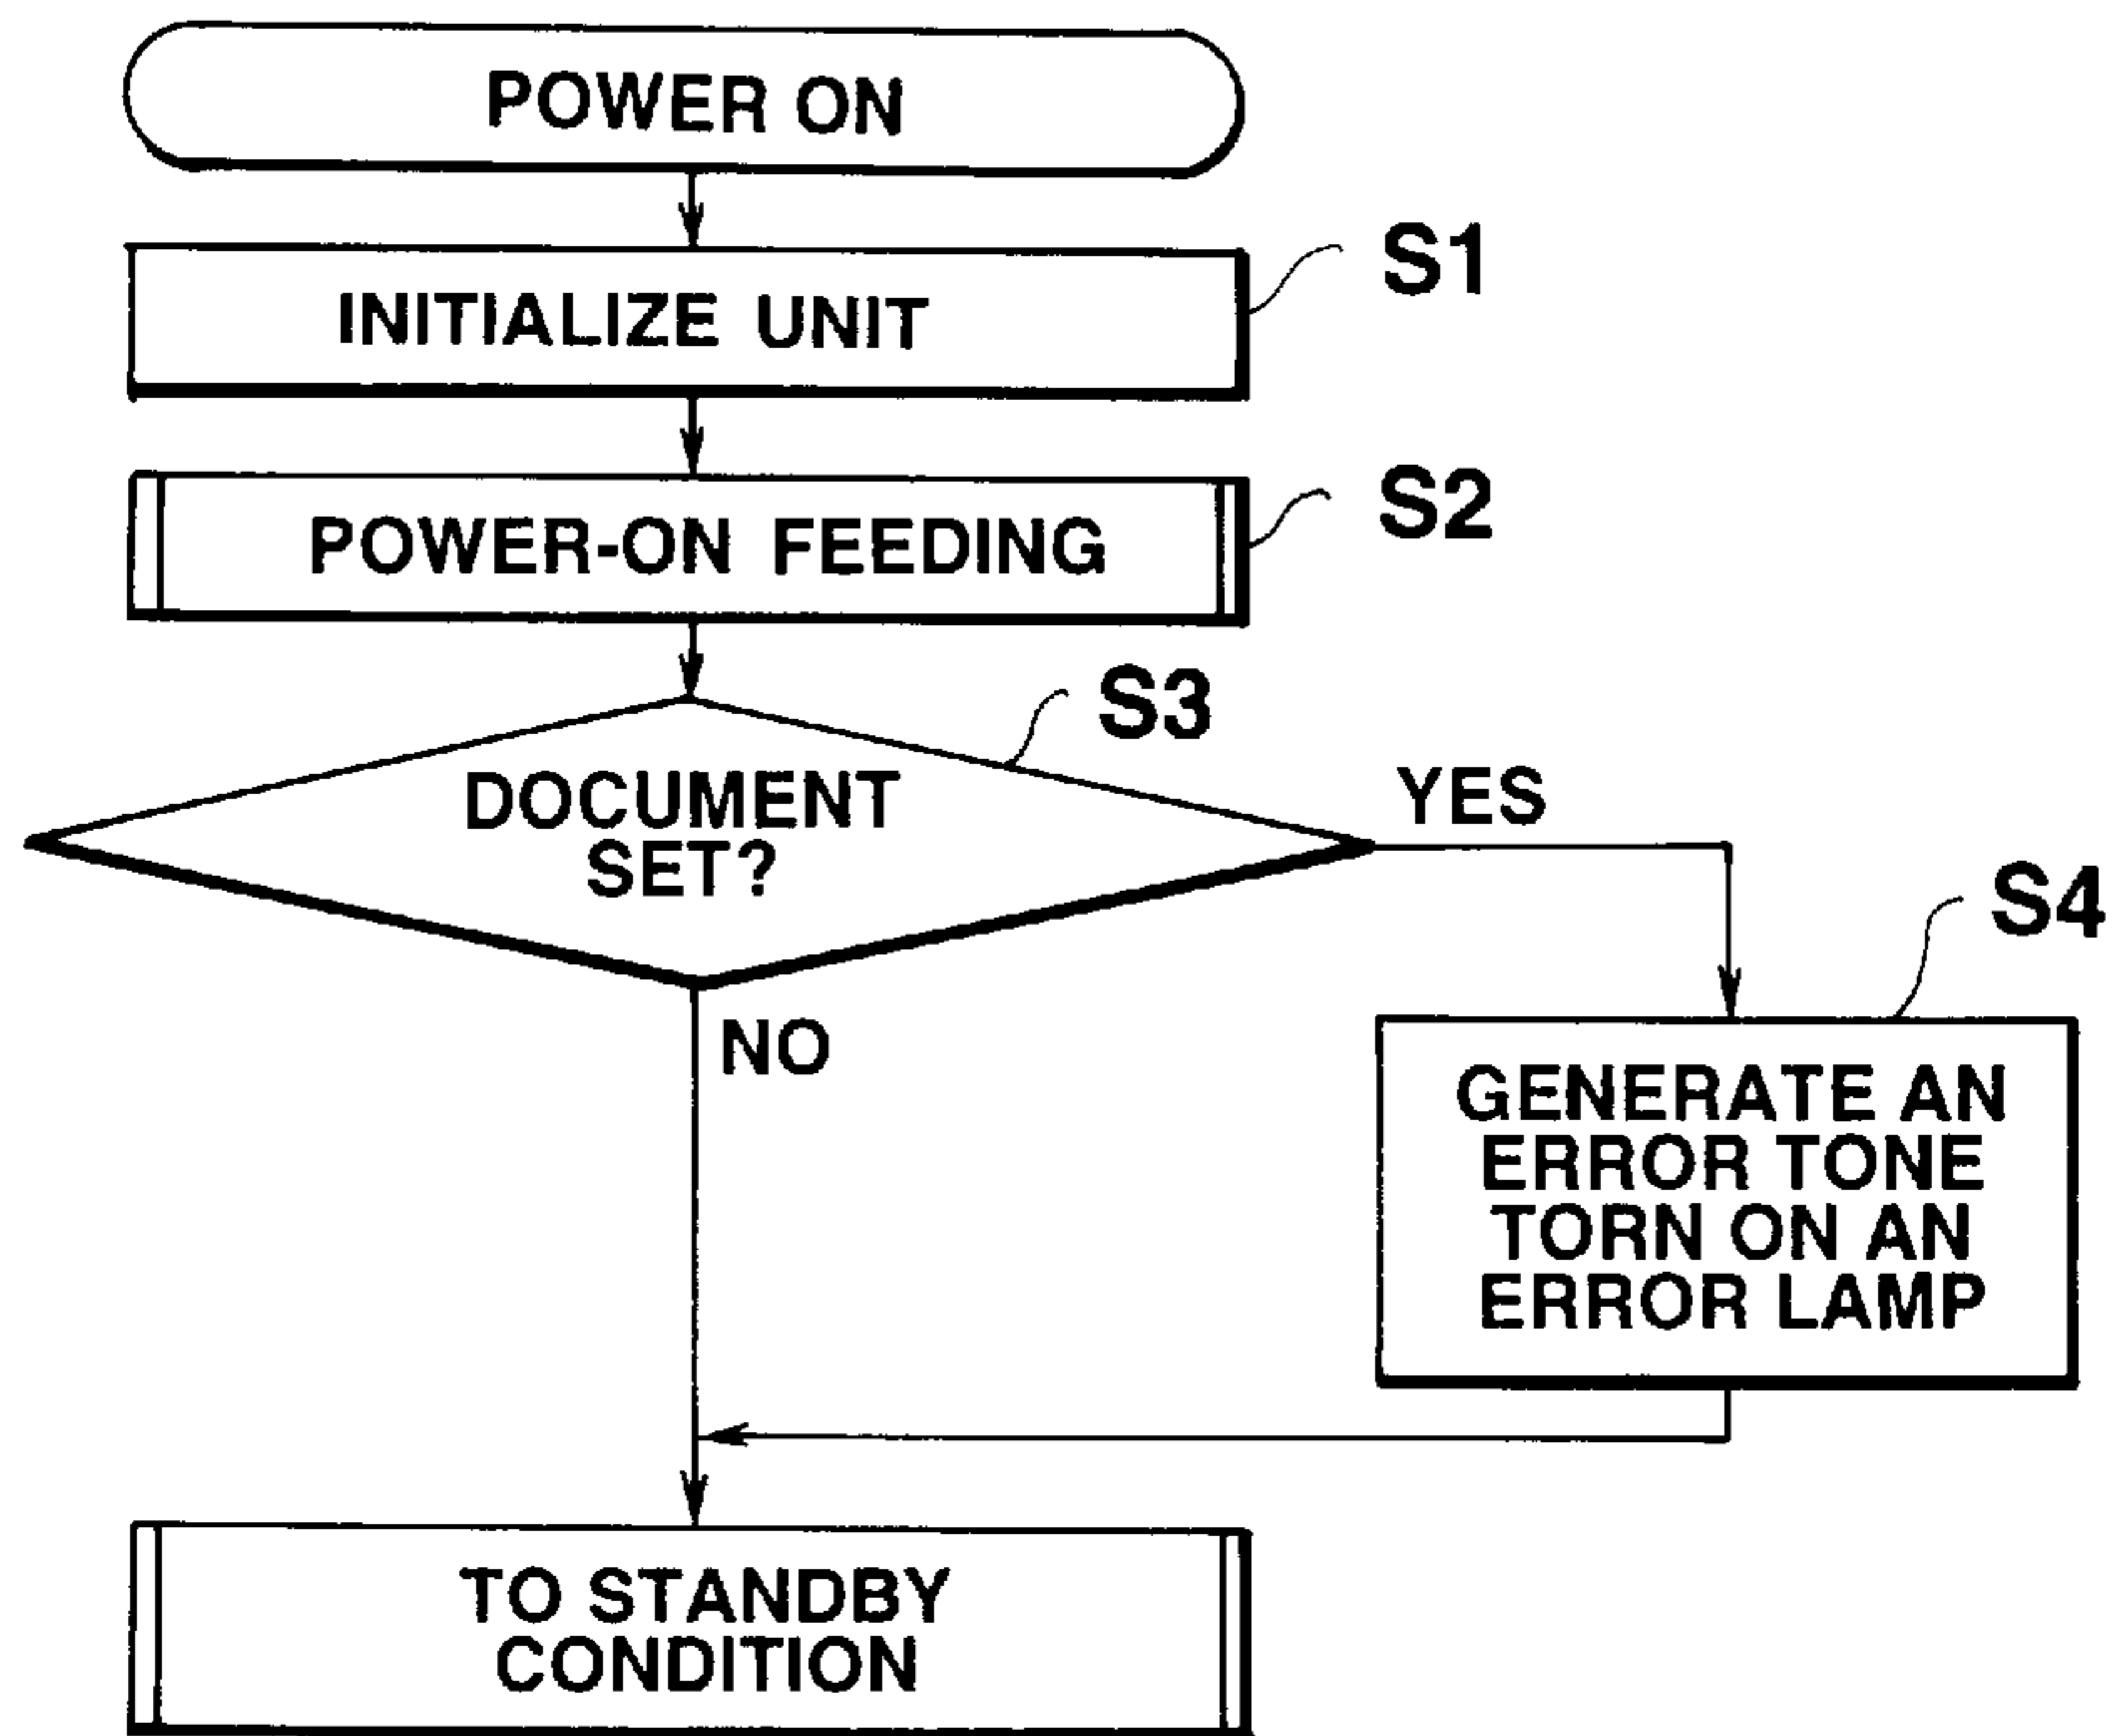 POWER ON
S1
INITIALIZE UNIT
S2
POWER-ON FEEDING
S3
DOCUMENT
SET?
YES
S4
NO
GENERATE AN
ERROR TONE
TORN ON AN
ERROR LAMP
TO STANDBY
CONDITION